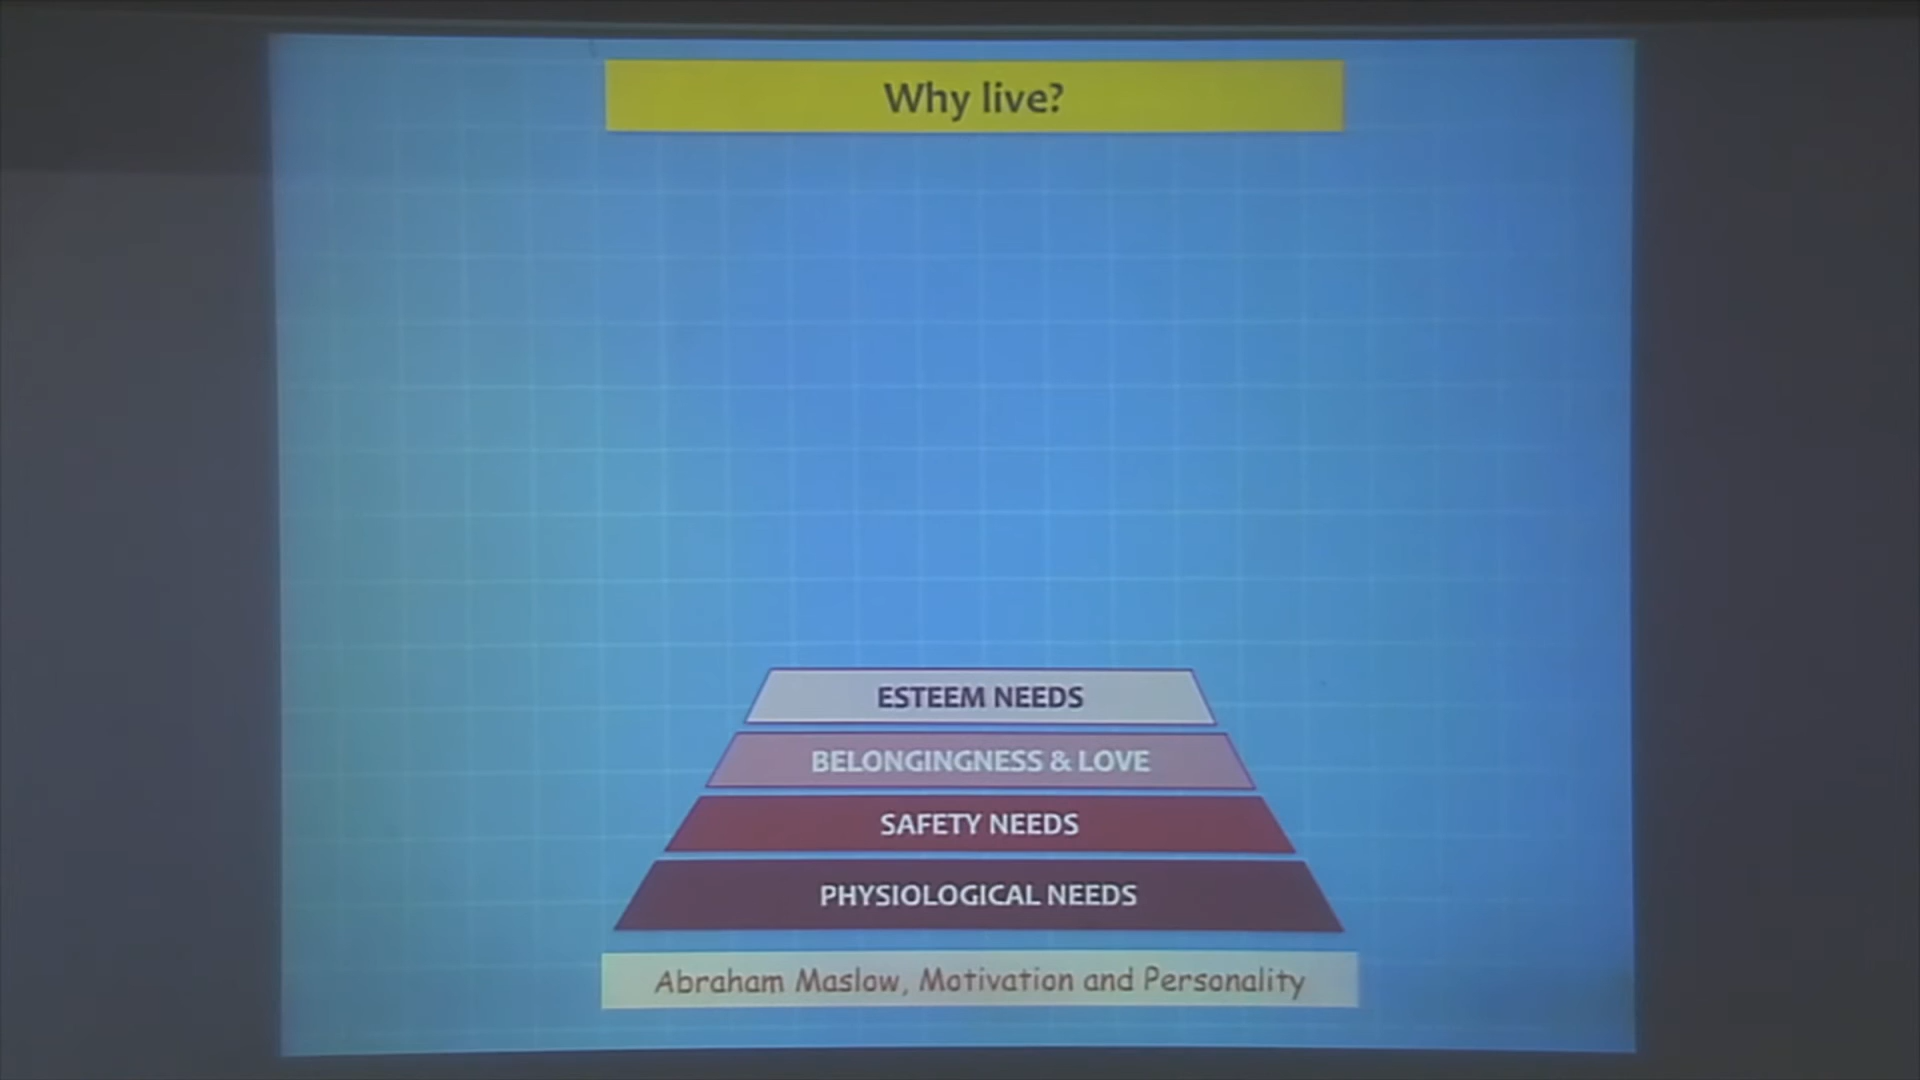 Why live?
ESTEEM NEEDS
BELONGINGNESS & LOVE
SAFETY NEEDS
PHYSIOLOGICAL NEEDS
Abraham Maslow, Motivation and Personality